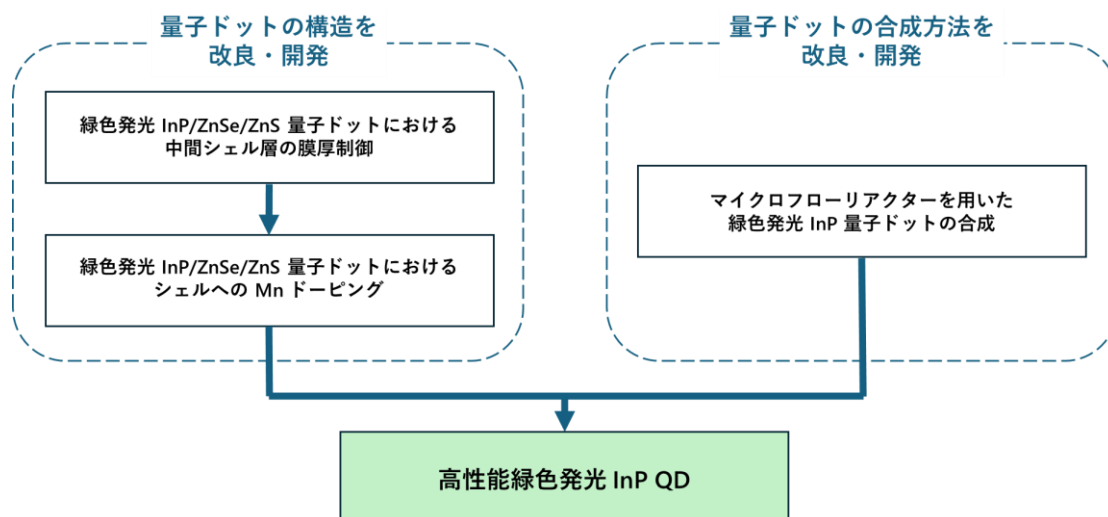 量子ドットの構造を
改良・開発
緑色発光 InP/ZnSe/ZnS 量子ドットにおける
中間シェル層の膜厚制御
緑色発光 InP/ZnSe/ZnS 量子ドットにおける
シェルへの Mn ドーピング
量子ドットの合成方法を
改良・開発
マイクロフローリアクターを用いた
緑色発光 InP 量子ドットの合成
高性能緑色発光 InP QD